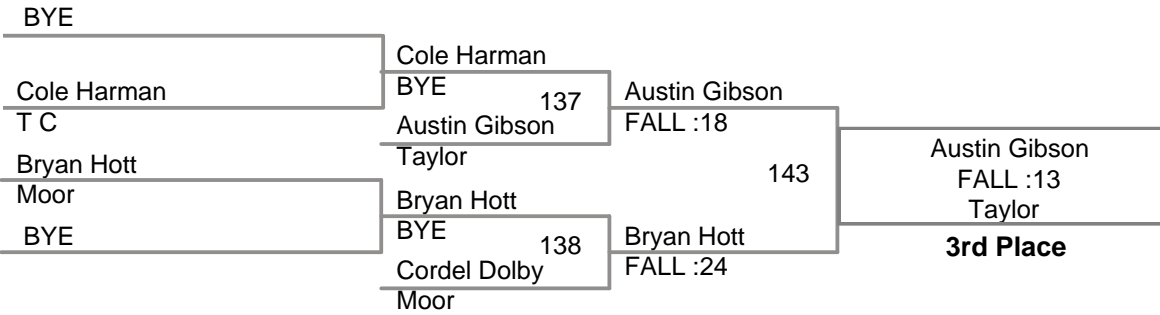 BYE
Cole Harman
T C
Bryan Hott
Moor
BYE
Cole Harman
BYE
137
Austin Gibson
Taylor
Bryan Hott
BYE
138
Cordel Dolby
Moor
Austin Gibson
FALL :18
143
Bryan Hott
FALL :24
Austin Gibson
FALL :13
Taylor
3rd Place